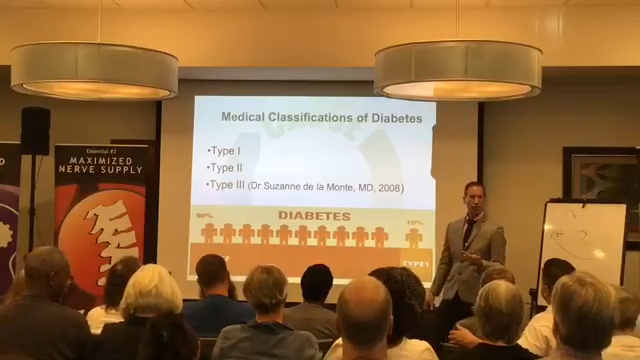 Medical Classifications of Diabetes
•Type I
•Type II
•Type III (Dr Suzanne de la Monte, MD, 2008)
90% DIABETES 10%
TYPE1
Essential #2
MAXIMIZED
NERVE SUPPLY